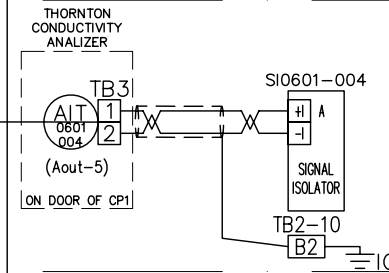 THORNTON
CONDUCTIVITY
ANALIZER
TB3
SI0601-004
AIT
0601
004
1
2
+I
-I
A
(Aout-5)
SIGNAL
ISOLATOR
ON DOOR OF CP1
TB2-10
B2